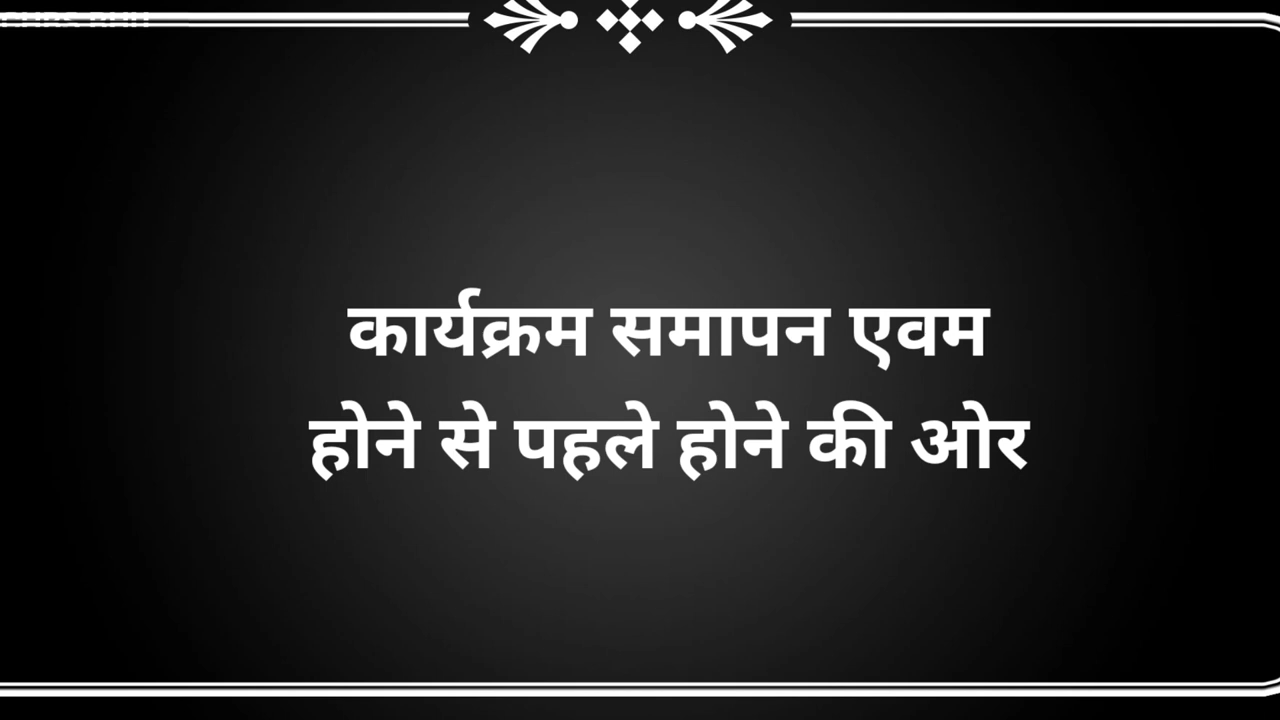 कार्यक्रम समापन एवम
होने से पहले होने की ओर